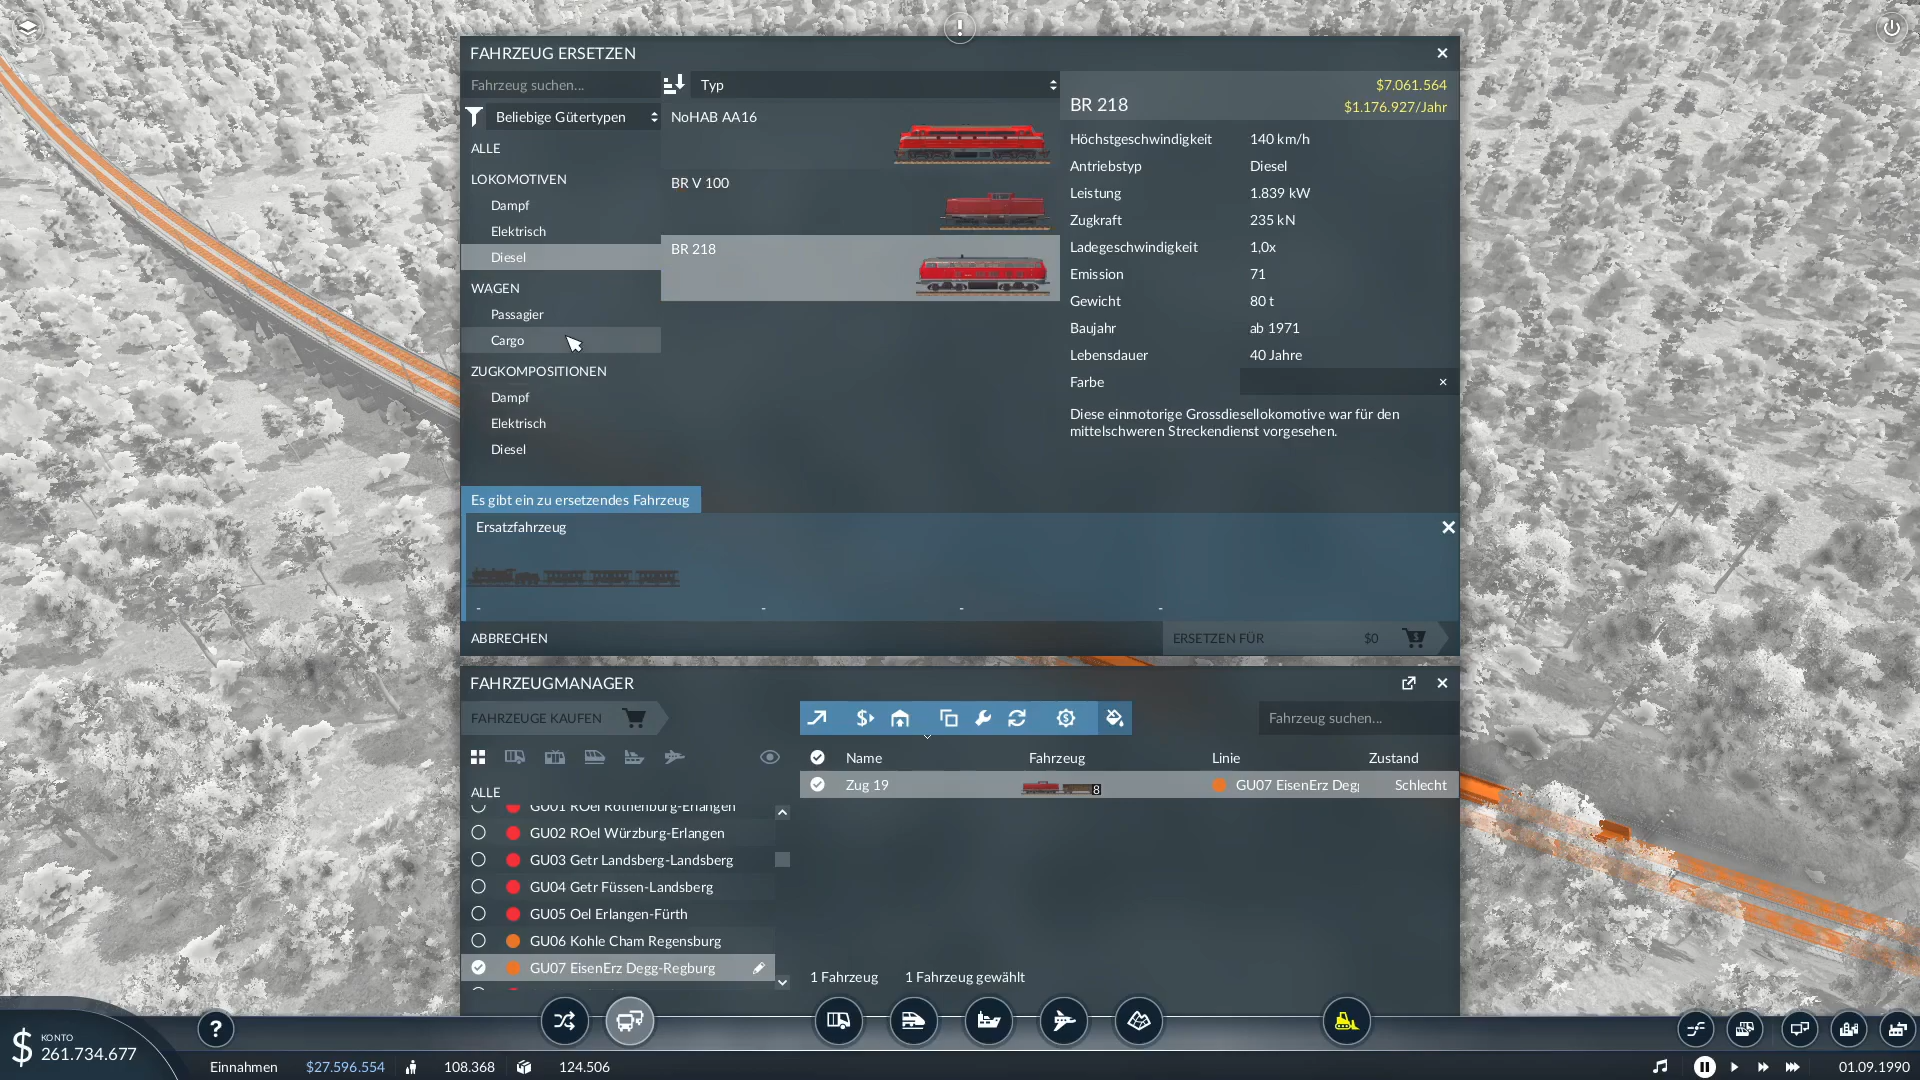 FAHRZEUG ERSETZEN
Fahrzeug suchen...
Typ
Beliebige Gütertypen
ALLE
LOKOMOTIVEN
Dampf
Elektrisch
Diesel
WAGEN
Passagier
Cargo
ZUGKOMPOSITIONEN
Dampf
Elektrisch
Diesel
NoHAB AA16
BR V 100
BR 218
BR 218
$7.061.564
$1.176.927/Jahr
Höchstgeschwindigkeit 140 km/h
Antriebstyp Diesel
Leistung 1.839 kW
Zugkraft 235 kN
Ladegeschwindigkeit 1,0x
Emission 71
Gewicht 80 t
Baujahr ab 1971
Lebensdauer 40 Jahre
Farbe
Diese einmotorige Grossdiesellokomotive war für den
mittelschweren Streckendienst vorgesehen.
Es gibt ein zu ersetzendes Fahrzeug
Ersatzfahrzeug
- - - -
ABBRECHEN
ERSETZEN FÜR $0
FAHRZEUGMANAGER
FAHRZEUGE KAUFEN
Fahrzeug suchen...
ALLE
GU01 ROel Rothenburg-Erlangen
GU02 ROel Würzburg-Erlangen
GU03 Getr Landsberg-Landsberg
GU04 Getr Füssen-Landsberg
GU05 Oel Erlangen-Fürth
GU06 Kohle Cham Regensburg
GU07 EisenErz Degg-Regburg
Name Fahrzeug Linie Zustand
Zug 19 8 GU07 EisenErz Deg Schlecht
1 Fahrzeug 1 Fahrzeug gewählt
?
$ KONTO
261.734.677
Einnahmen $27.596.554 108.368 124.506
01.09.1990